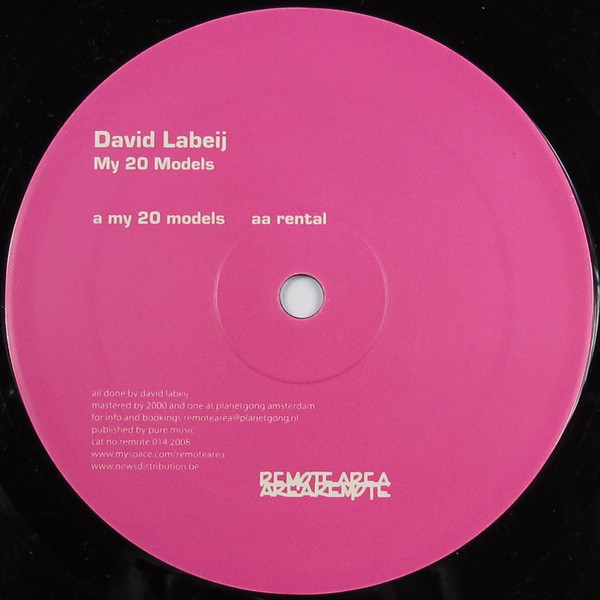 David Labeij
My 20 Models
a my 20 models aa rental
all done by david labeij
mastered by 2000 and one at planetgong amsterdam
for info and bookings remotearea@planetgong.nl
published by pure music
cat no remote 014 2008
www.myspace.com/remotearea
www.newsdistribution.be
REMOTE AREA
AREA REMOTE